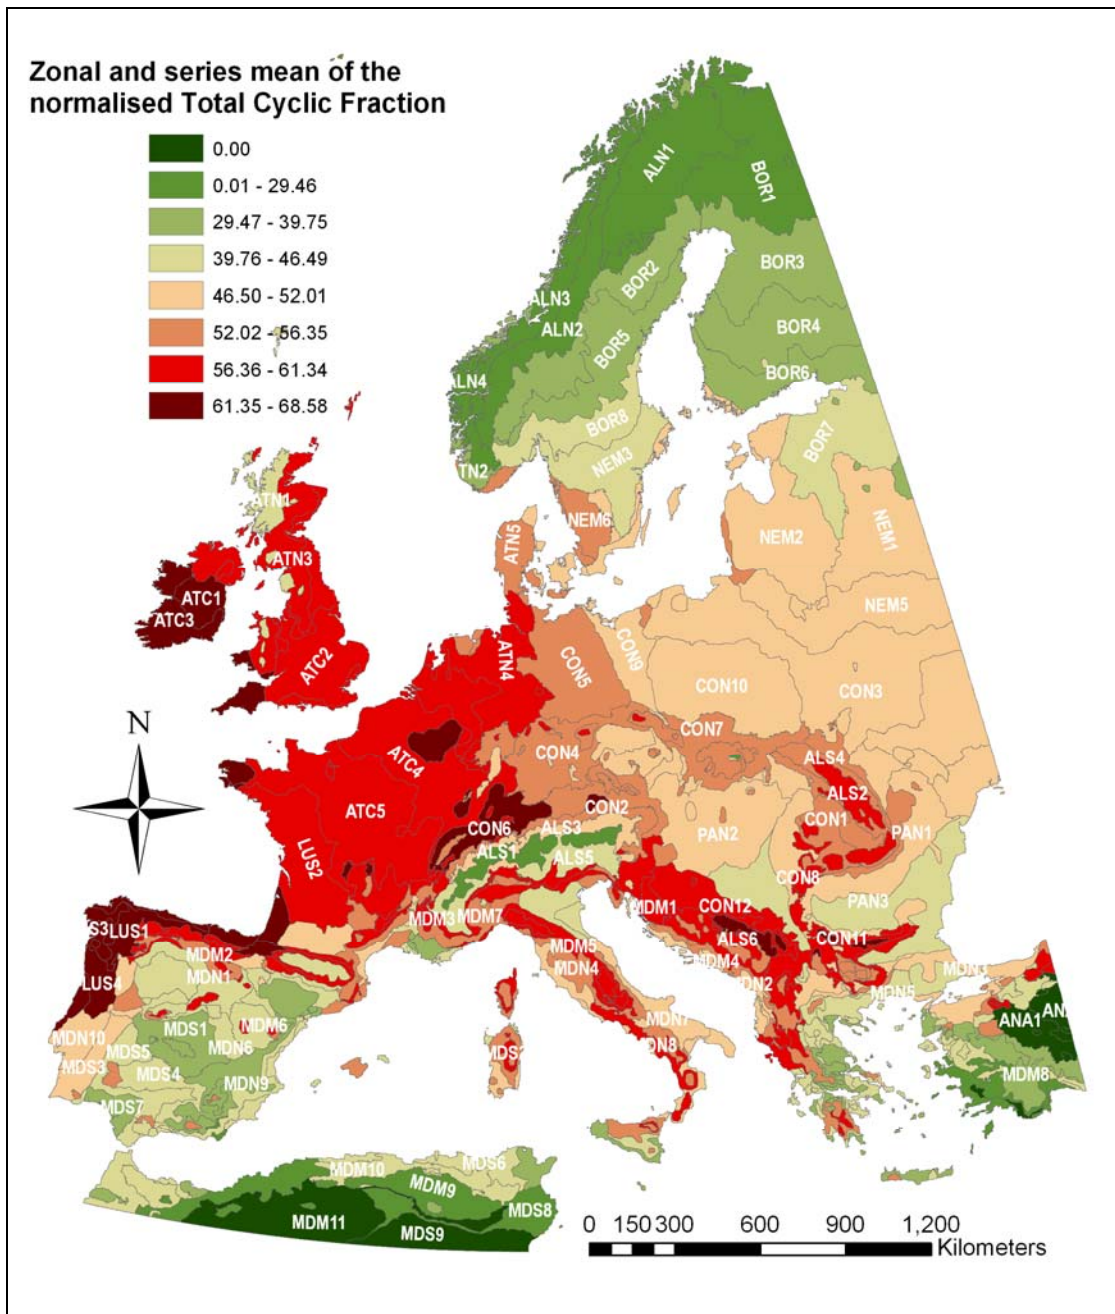 Zonal and series mean of the
normalised Total Cyclic Fraction
0.00
0.01 - 29.46
29.47 - 39.75
39.76 - 46.49
46.50 - 52.01
52.02 - 56.35
56.36 - 61.34
61.35 - 68.58
ALN1
BOR1
BOR2
BOR3
ALN3
ALN2
BOR5
BOR4
ALN4
BOR6
BOR8
BOR7
TN2
NEM3
ATN1
NEM6
ATN5
NEM2
NEM1
ATN3
ATC1
ATC3
NEM5
ATC2
ATN4
CON5
CON9
CON10
CON3
N
CON7
CON4
ATC4
ALS4
ALS2
ATC5
CON2
CON1
CON6
ALS3
PAN2
PAN1
ALS1
ALS5
LUS2
CON8
PAN3
MDM3
MDM7
MDM1
CON12
S3
LUS1
MDM5
ALS6
CON11
MDM2
MDN1
MDN4
MDM4
MDN3
LUS4
DN2
MDN5
MDS1
MDM6
MDN7
ANA1
AN
MDN10
MDN6
DN8
MDS3
MDS5
MDS4
MDN9
MDM8
MDS7
MDS6
MDM10
MDM9
MDS8
MDM11
MDS9
0 150 300 600 900 1,200
Kilometers